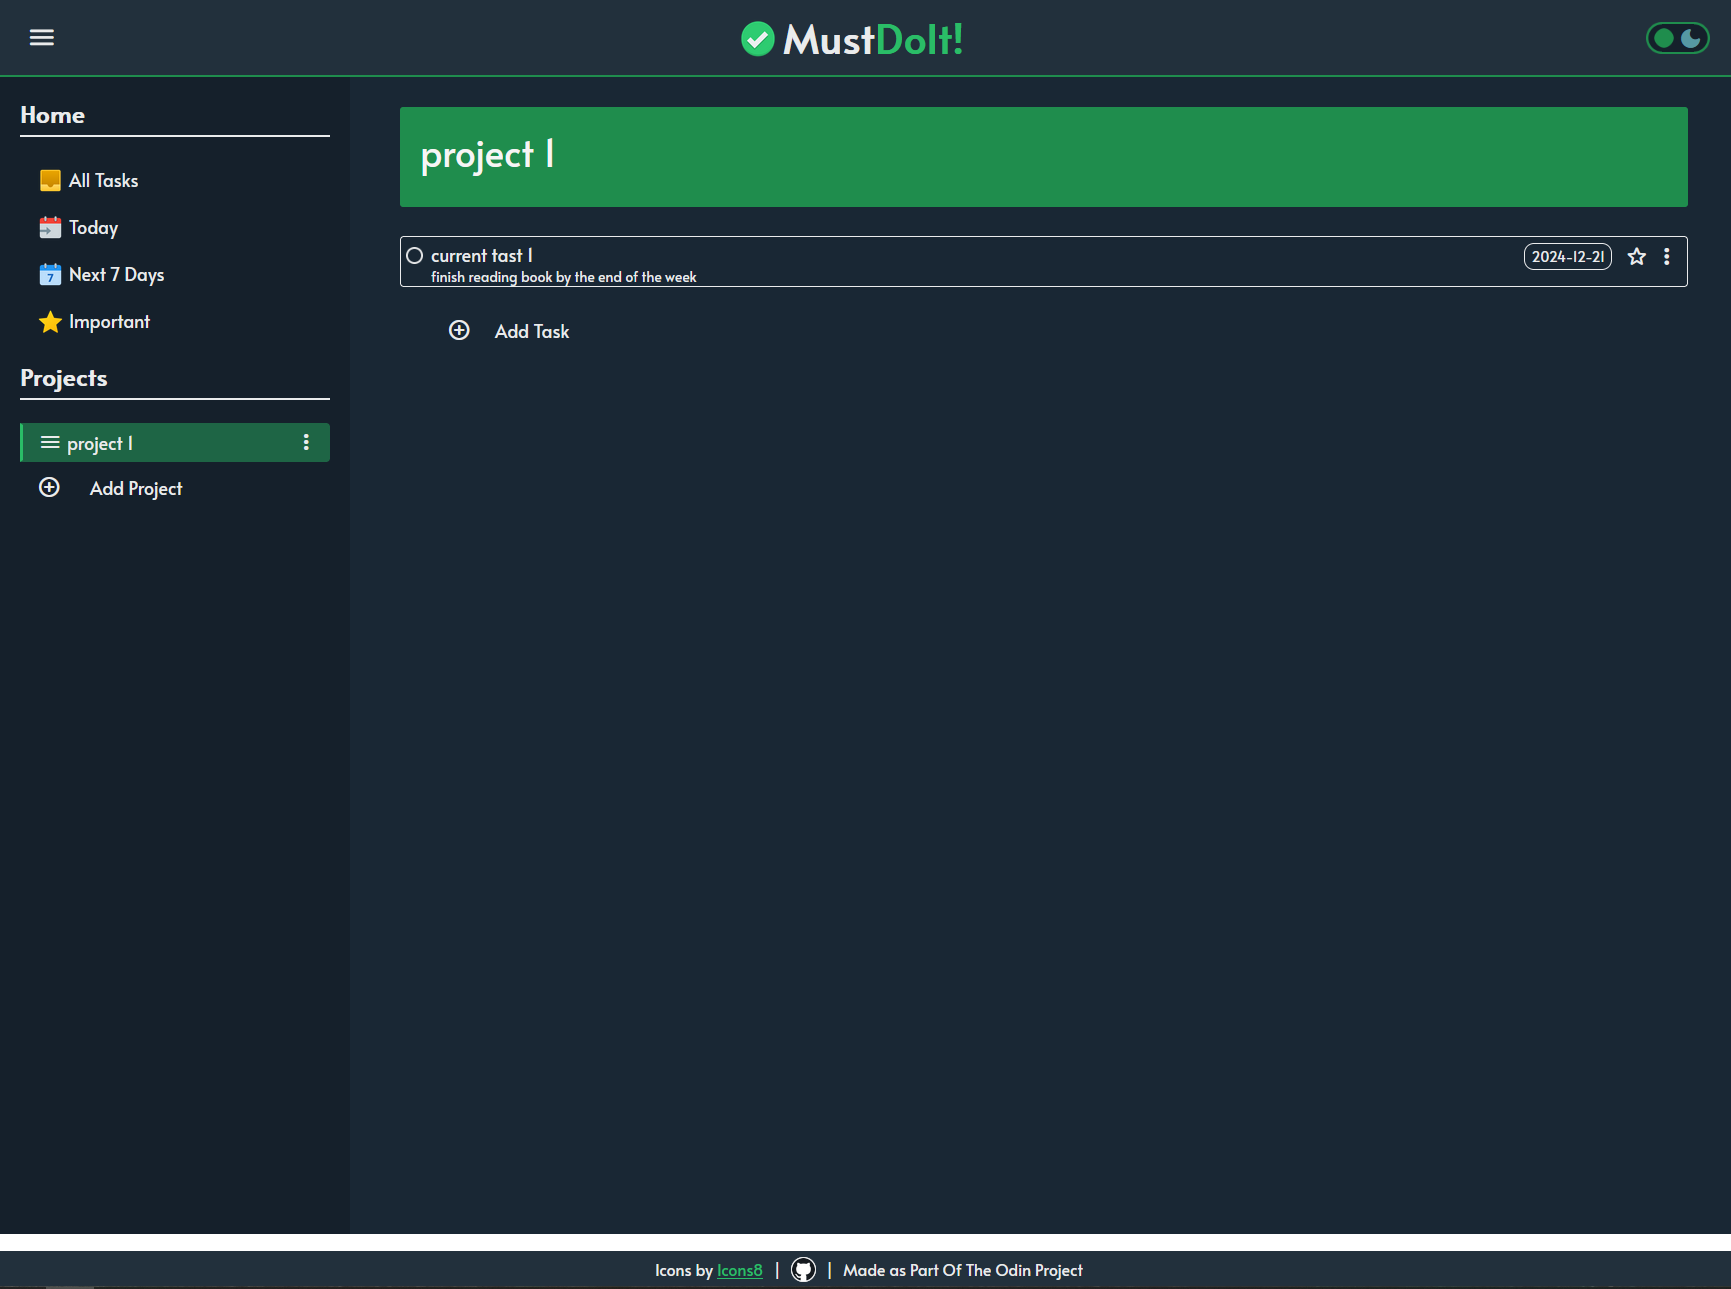 MustDoIt!
Home
All Tasks
Today
7 Next 7 Days
Important
Projects
project 1
Add Project
project 1
current tast 1
2024-12-21
finish reading book by the end of the week
Add Task
Icons by Icons8 | | Made as Part Of The Odin Project